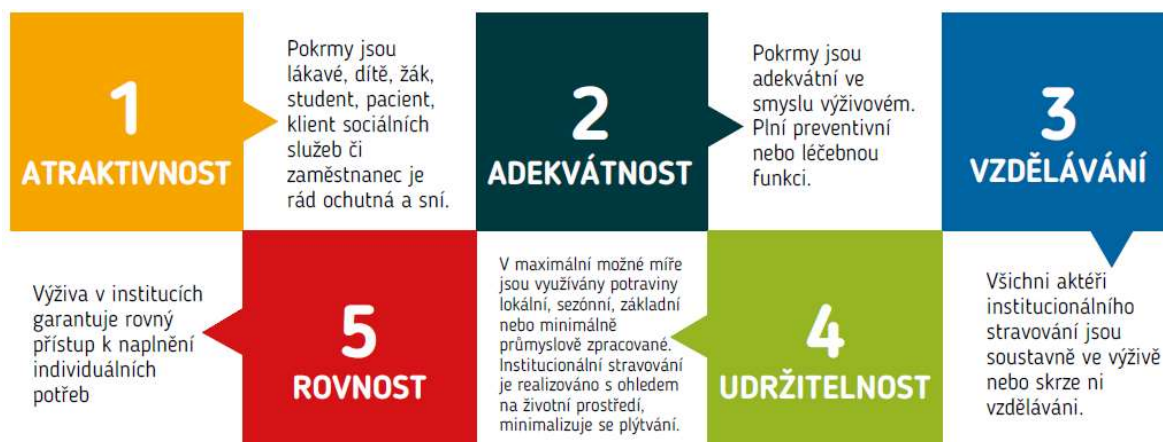 1
ATRAKTIVNOST
Pokrmy jsou
lákavé, dítě, žák,
student, pacient,
klient sociálních
služeb či
zaměstnanec je
rád ochutná a sní.
2
ADEKVÁTNOST
Pokrmy jsou
adekvátní ve
smyslu výživovém.
Plní preventivní
nebo léčebnou
funkci.
3
VZDĚLÁVÁNÍ
Všichni aktéři
institucionálního
stravování jsou
soustavně ve výživě
nebo skrze ni
vzděláváni.
4
UDRŽITELNOST
V maximální možné míře
jsou využívány potraviny
lokální, sezónní, základní
nebo minimálně
průmyslově zpracované.
Institucionální stravování
je realizováno s ohledem
na životní prostředí,
minimalizuje se plýtvání.
5
ROVNOST
Výživa v institucích
garantuje rovný
přístup k naplnění
individuálních
potřeb